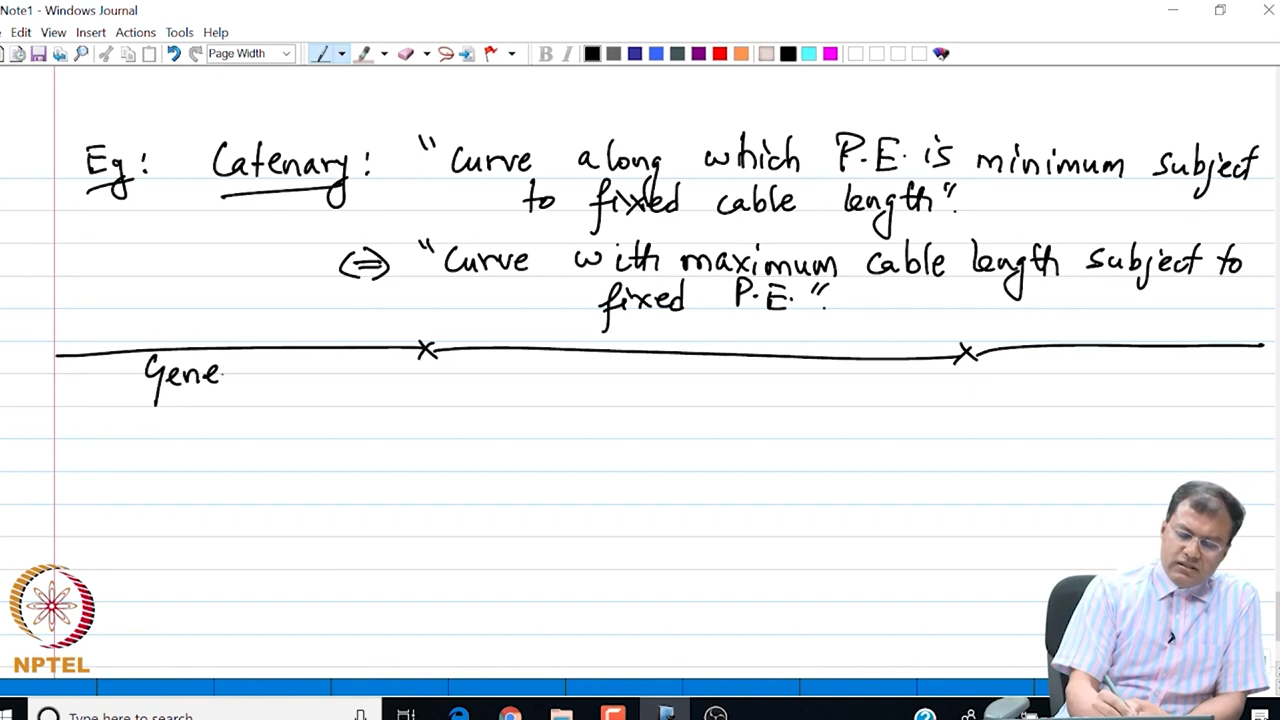 Note1 - Windows Journal
Edit View Insert Actions Tools Help
Page Width B I
Eg: Catenary: "Curve along which P.E. is minimum subject
to fixed cable length".
⇔ "Curve with maximum cable length subject to
fixed P.E."
Gene
NPTEL
Type here to search